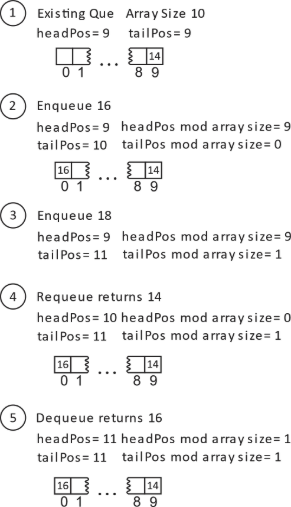 1 Existing Que Array Size 10
headPos= 9 tailPos= 9
14
0 1 ... 8 9
2 Enqueue 16
headPos= 9 headPos mod array size= 9
tailPos= 10 tailPos mod array size= 0
16 14
0 1 ... 8 9
3 Enqueue 18
headPos= 9 headPos mod array size= 9
tailPos= 11 tailPos mod array size= 1
4 Requeue returns 14
headPos= 10 headPos mod array size= 0
tailPos= 11 tailPos mod array size= 1
16 14
0 1 ... 8 9
5 Dequeue returns 16
headPos= 11 headPos mod array size= 1
tailPos= 11 tailPos mod array size= 1
16 14
0 1 ... 8 9